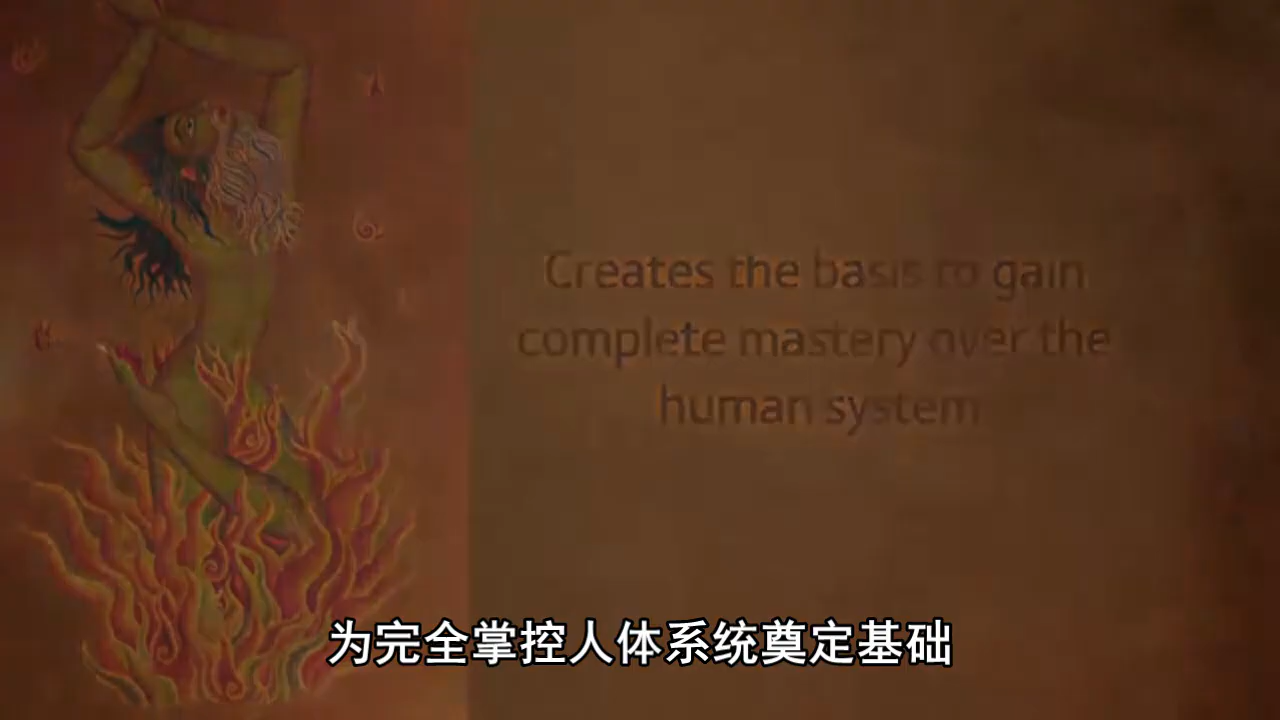 Creates the basis to gain
complete mastery over the
human system
为完全掌控人体系统奠定基础